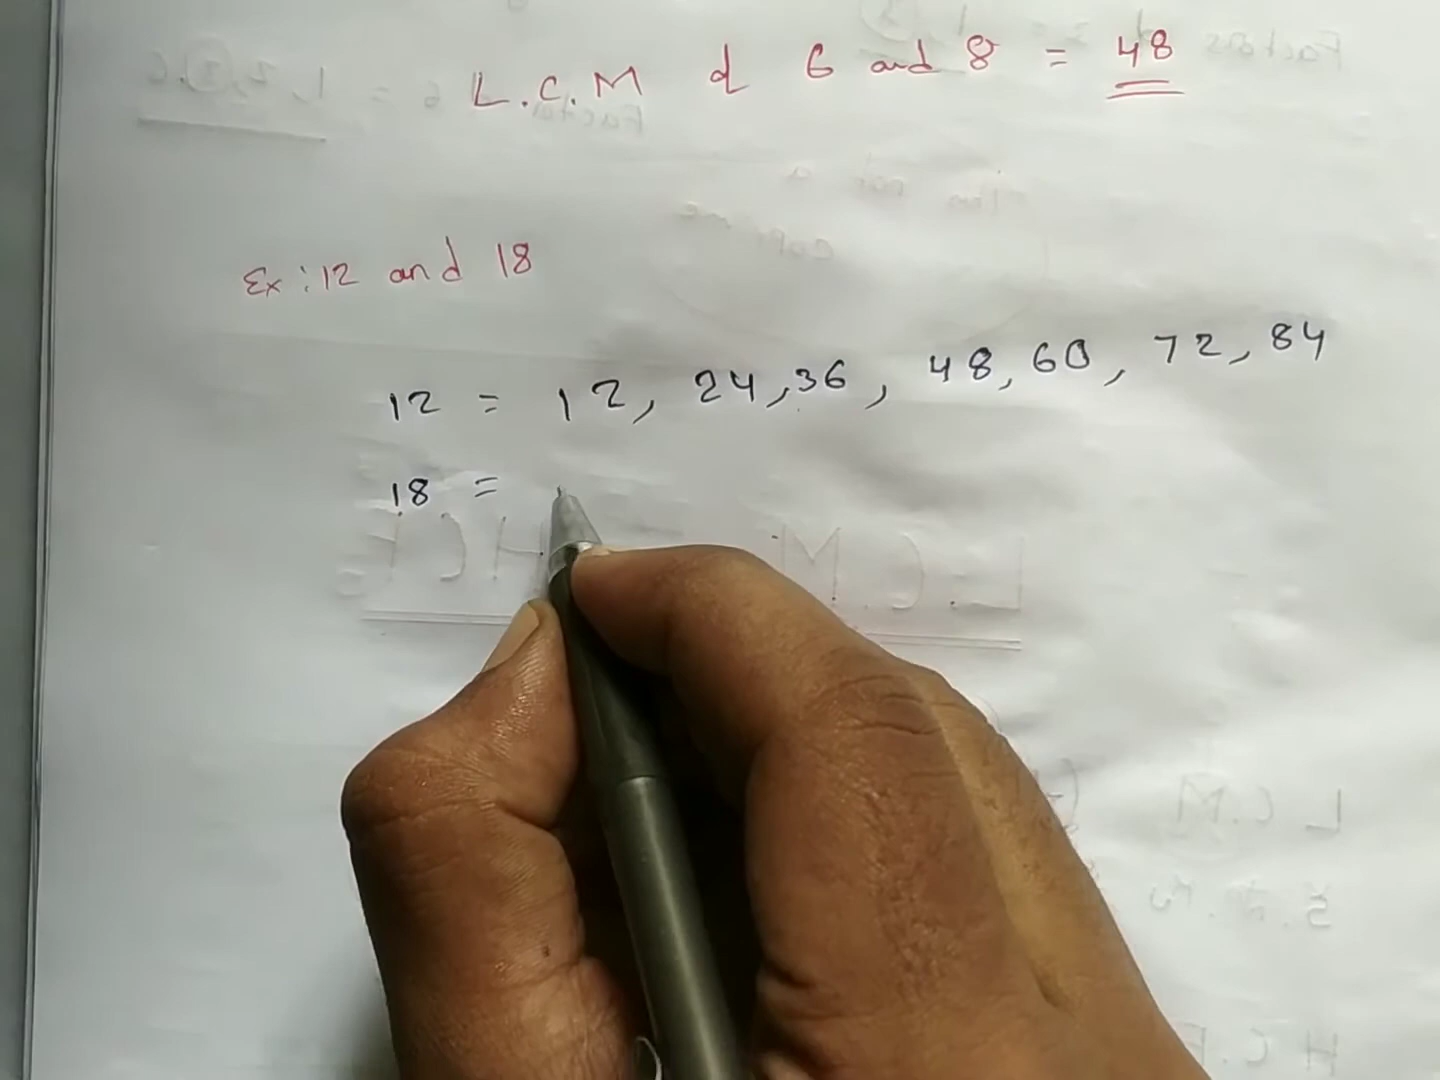 L.C.M of 6 and 8 = 48
Ex: 12 and 18
12 = 12, 24, 36, 48, 60, 72, 84
18 =